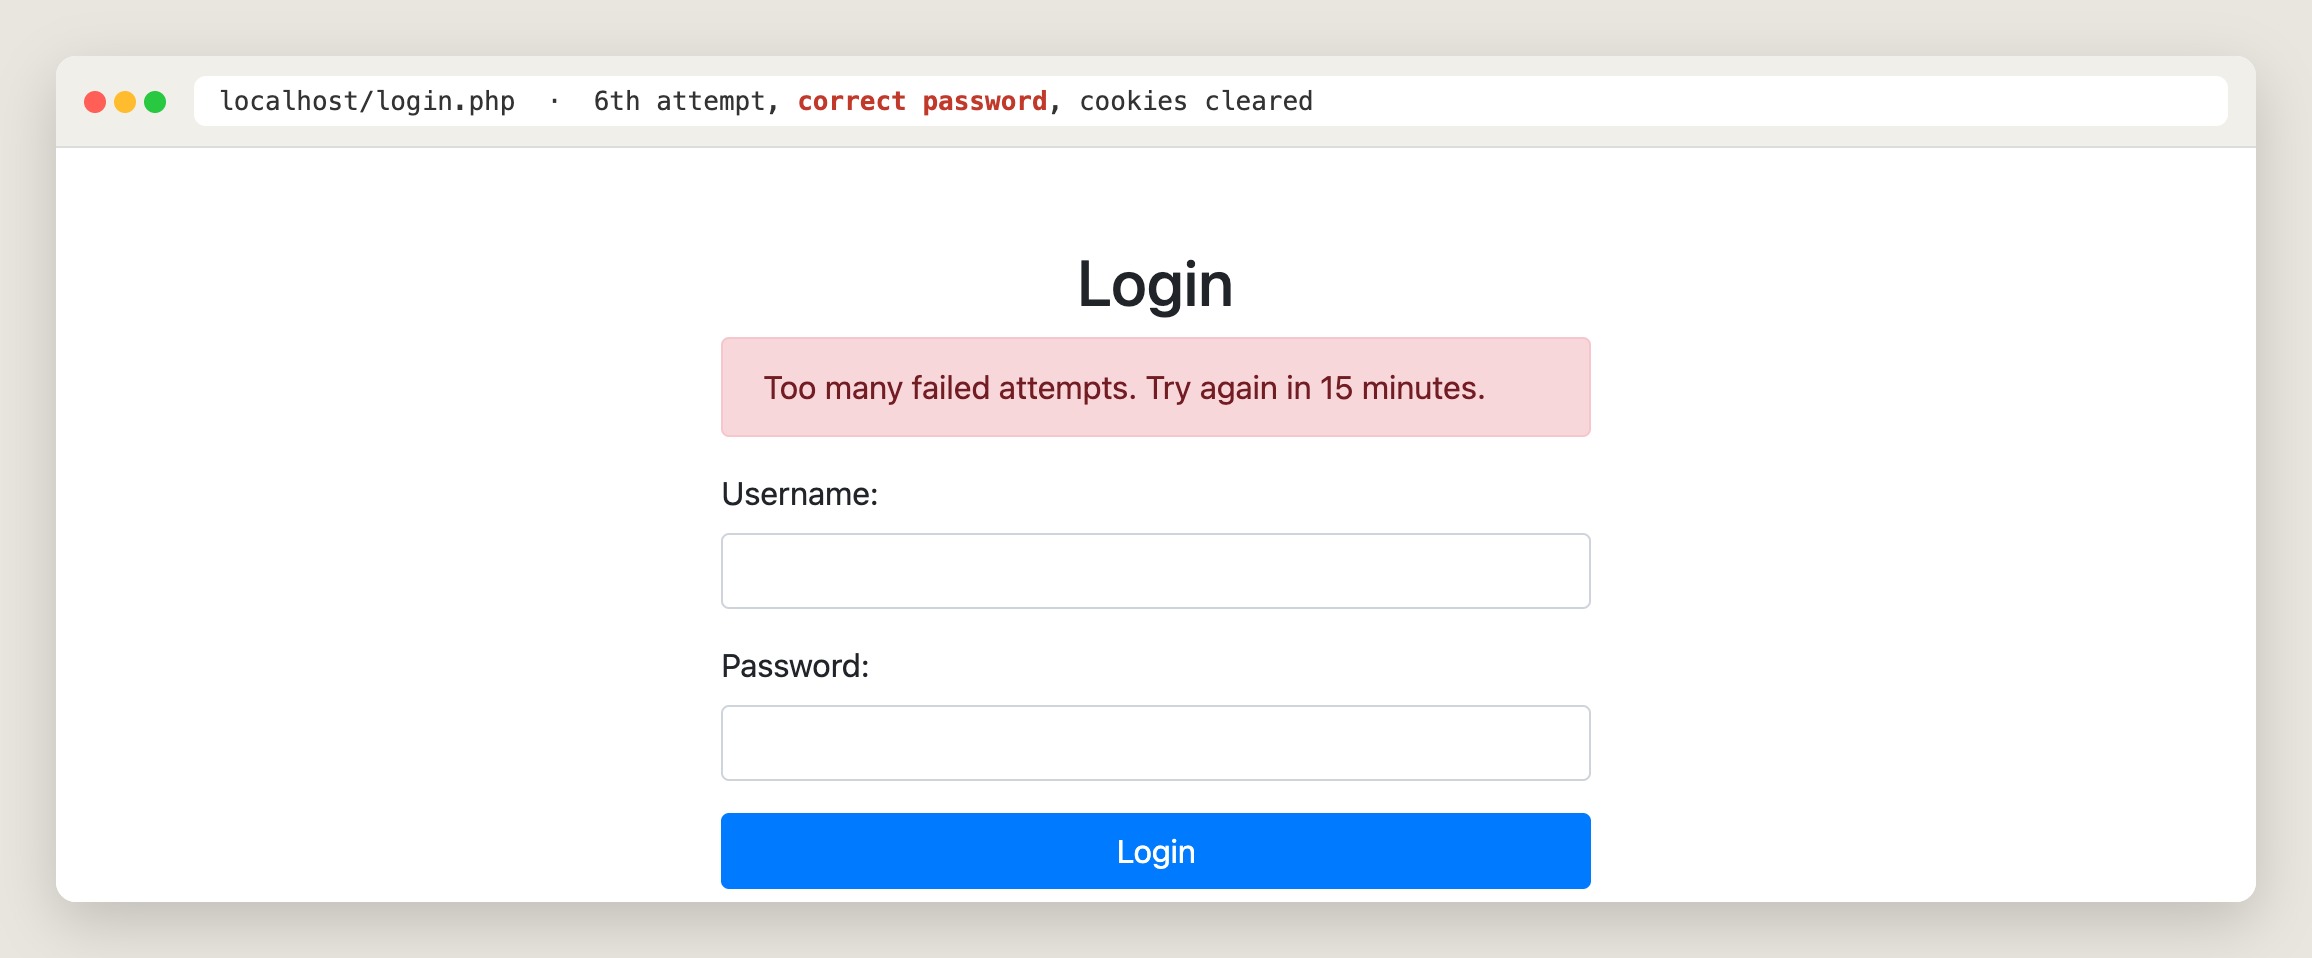 localhost/login.php · 6th attempt, correct password, cookies cleared
Login
Too many failed attempts. Try again in 15 minutes.
Username:
Password:
Login